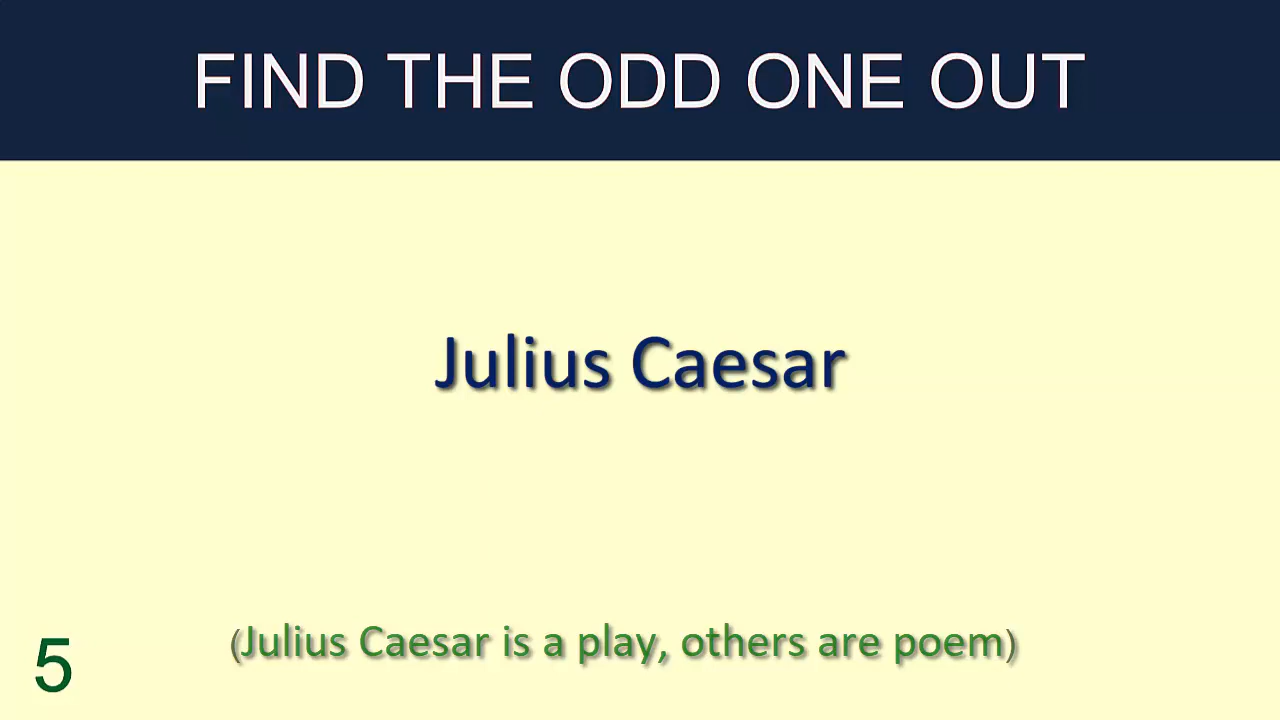 FIND THE ODD ONE OUT
Julius Caesar
(Julius Caesar is a play, others are poem)
5